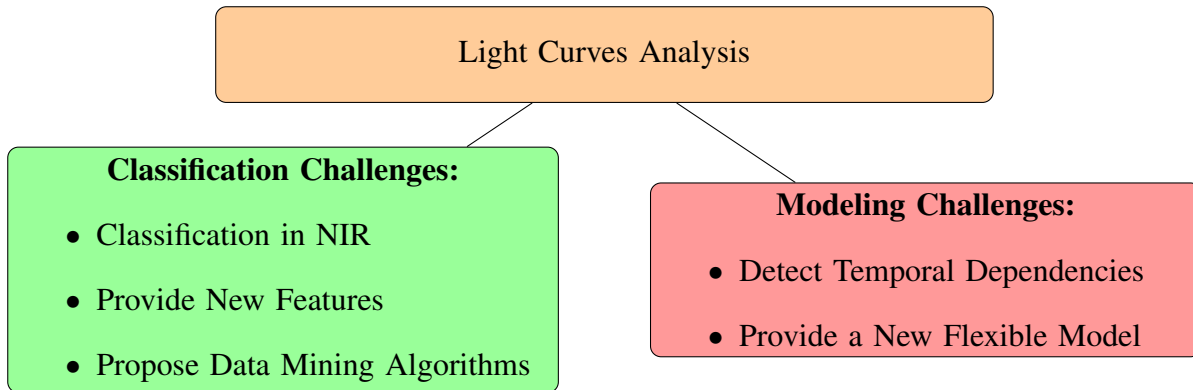 Light Curves Analysis
Classification Challenges:
• Classification in NIR
• Provide New Features
• Propose Data Mining Algorithms
Modeling Challenges:
• Detect Temporal Dependencies
• Provide a New Flexible Model